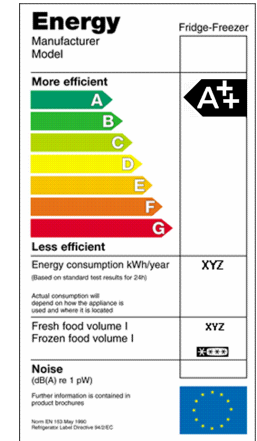 Energy
Fridge-Freezer
Manufacturer
Model
More efficient
A++
A
B
C
D
E
F
G
Less efficient
Energy consumption kWh/year
XYZ
(Based on standard test results for 24h)
Actual consumption will
depend on how the appliance is
used and where it is located
Fresh food volume l
XYZ
Frozen food volume l
Noise
(dB(A) re 1 pW)
Further information is contained in
product brochures
Norm EN 153 May 1990
Refrigerator Label Directive 94/2/EC